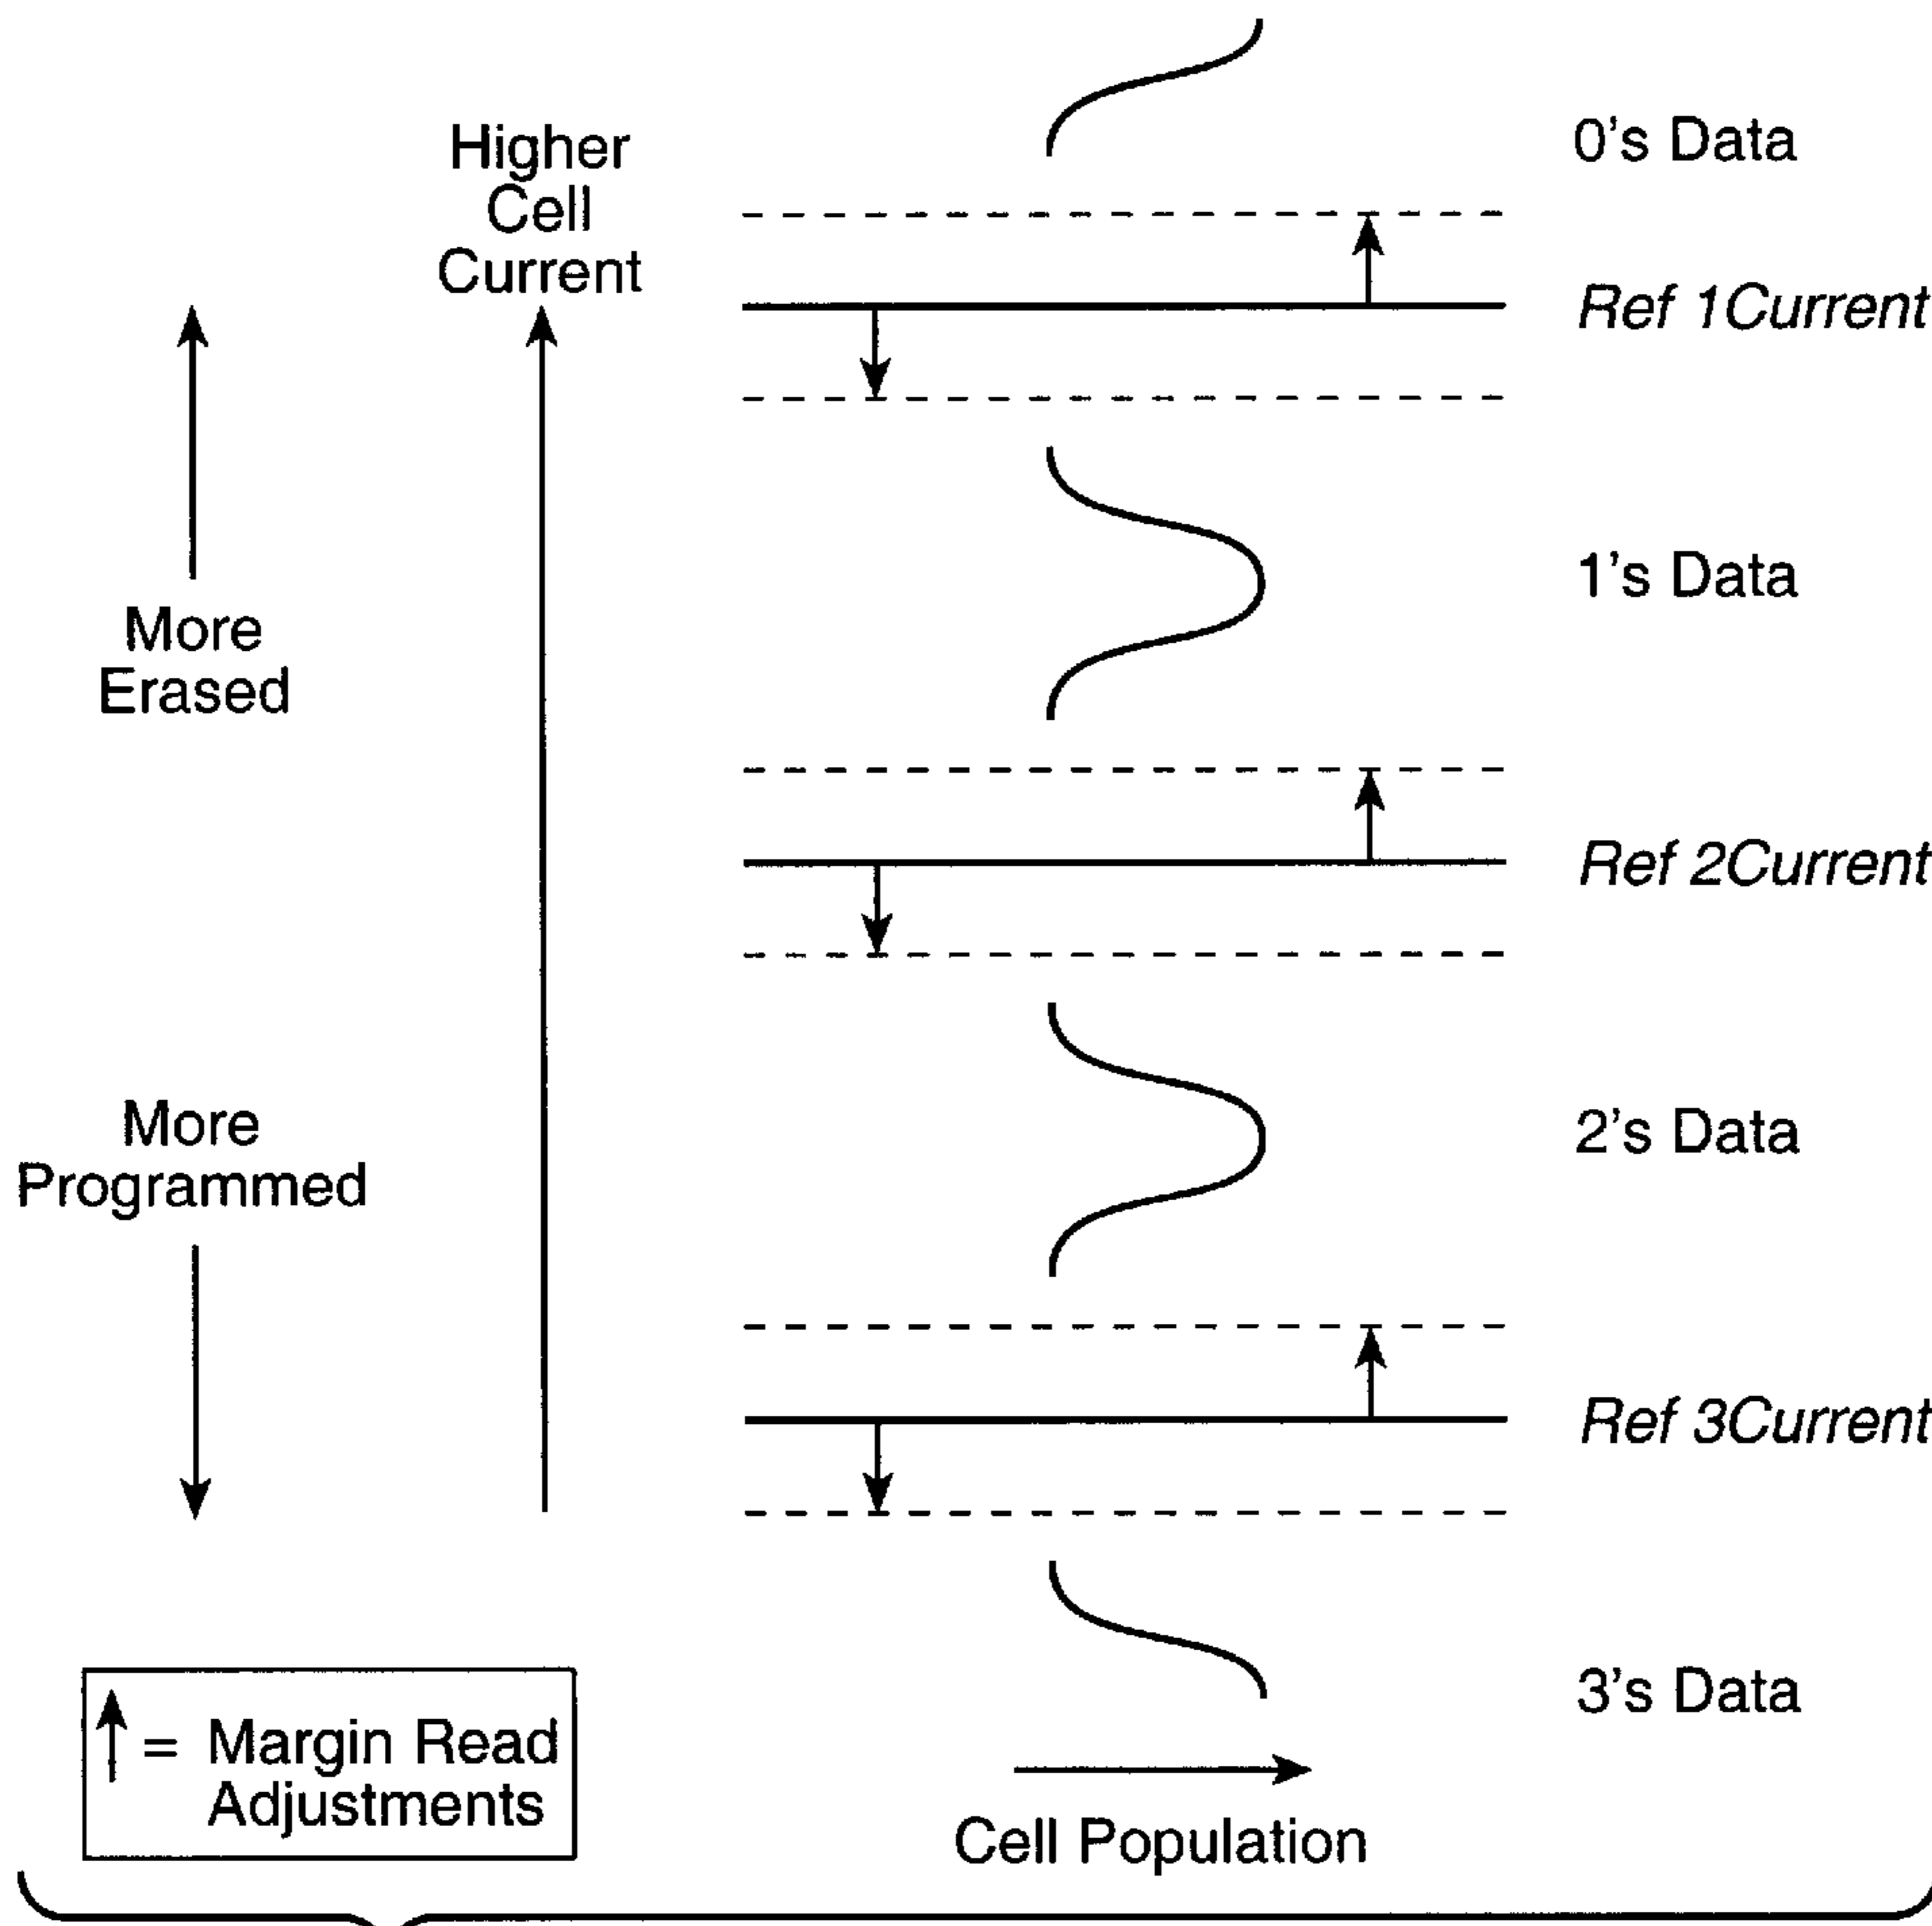 0's Data
Higher
Cell
Current
Ref 1Current
1's Data
More
Erased
Ref 2Current
More
Programmed
2's Data
Ref 3Current
3's Data
= Margin Read
Adjustments
Cell Population